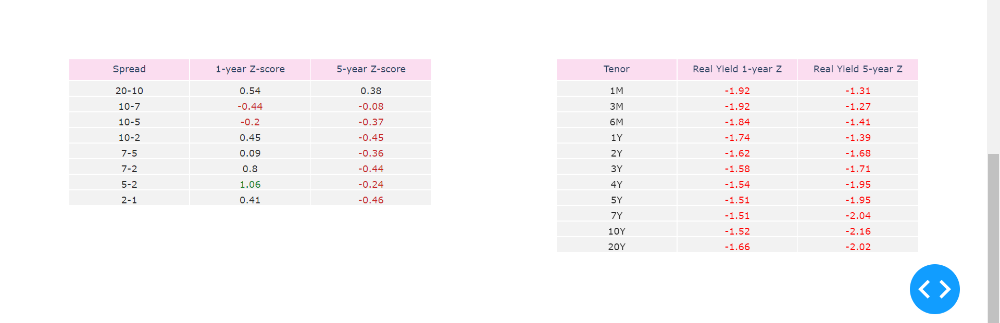 Spread 1-year Z-score 5-year Z-score
20-10 0.54 0.38
10-7 -0.44 -0.08
10-5 -0.2 -0.37
10-2 0.45 -0.45
7-5 0.09 -0.36
7-2 0.8 -0.44
5-2 1.06 -0.24
2-1 0.41 -0.46
Tenor Real Yield 1-year Z Real Yield 5-year Z
1M -1.92 -1.31
3M -1.92 -1.27
6M -1.84 -1.41
1Y -1.74 -1.39
2Y -1.62 -1.68
3Y -1.58 -1.71
4Y -1.54 -1.95
5Y -1.51 -1.95
7Y -1.51 -2.04
10Y -1.52 -2.16
20Y -1.66 -2.02